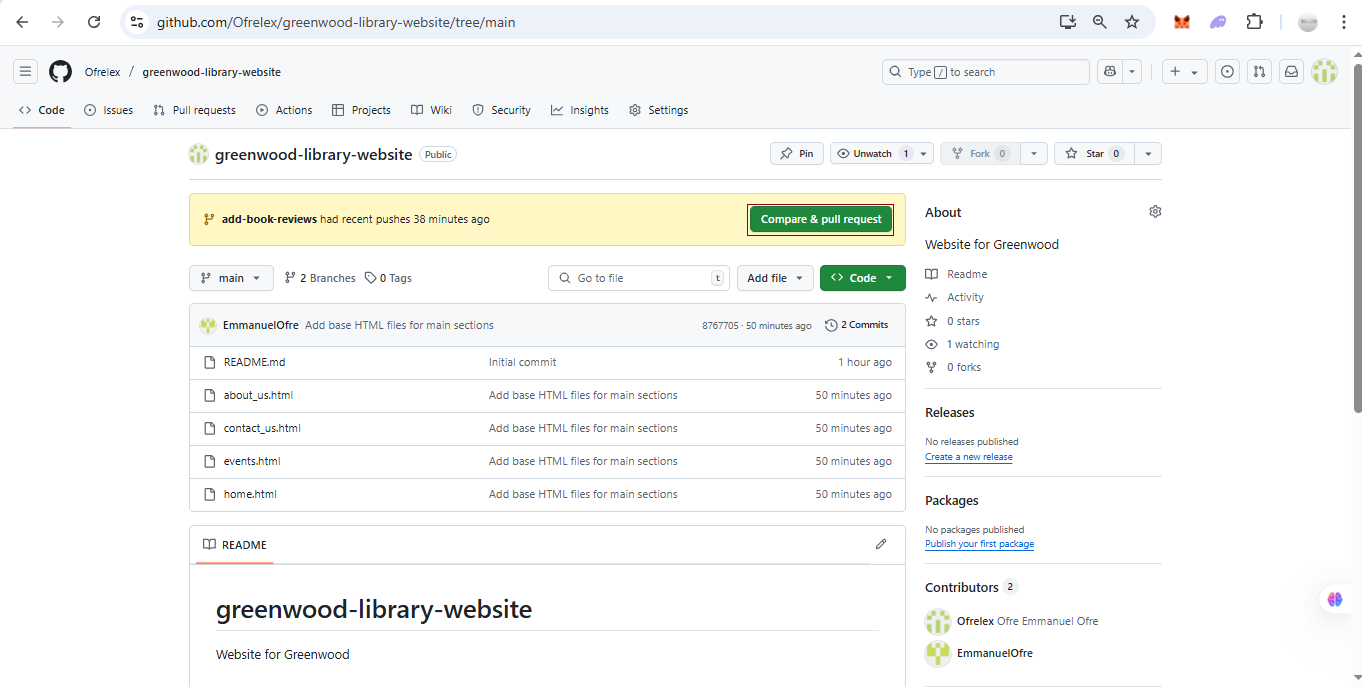 github.com/Ofrelex/greenwood-library-website/tree/main
Ofrelex / greenwood-library-website
Type / to search
Code Issues Pull requests Actions Projects Wiki Security Insights Settings
greenwood-library-website Public
Pin Unwatch 1 Fork 0 Star 0
add-book-reviews had recent pushes 38 minutes ago Compare & pull request
main 2 Branches 0 Tags Go to file t Add file Code
EmmanuelOfre Add base HTML files for main sections 8767705 · 50 minutes ago 2 Commits
README.md Initial commit 1 hour ago
about_us.html Add base HTML files for main sections 50 minutes ago
contact_us.html Add base HTML files for main sections 50 minutes ago
events.html Add base HTML files for main sections 50 minutes ago
home.html Add base HTML files for main sections 50 minutes ago
README
greenwood-library-website
Website for Greenwood
About
Website for Greenwood
Readme
Activity
0 stars
1 watching
0 forks
Releases
No releases published
Create a new release
Packages
No packages published
Publish your first package
Contributors 2
Ofrelex Ofre Emmanuel Ofre
EmmanuelOfre